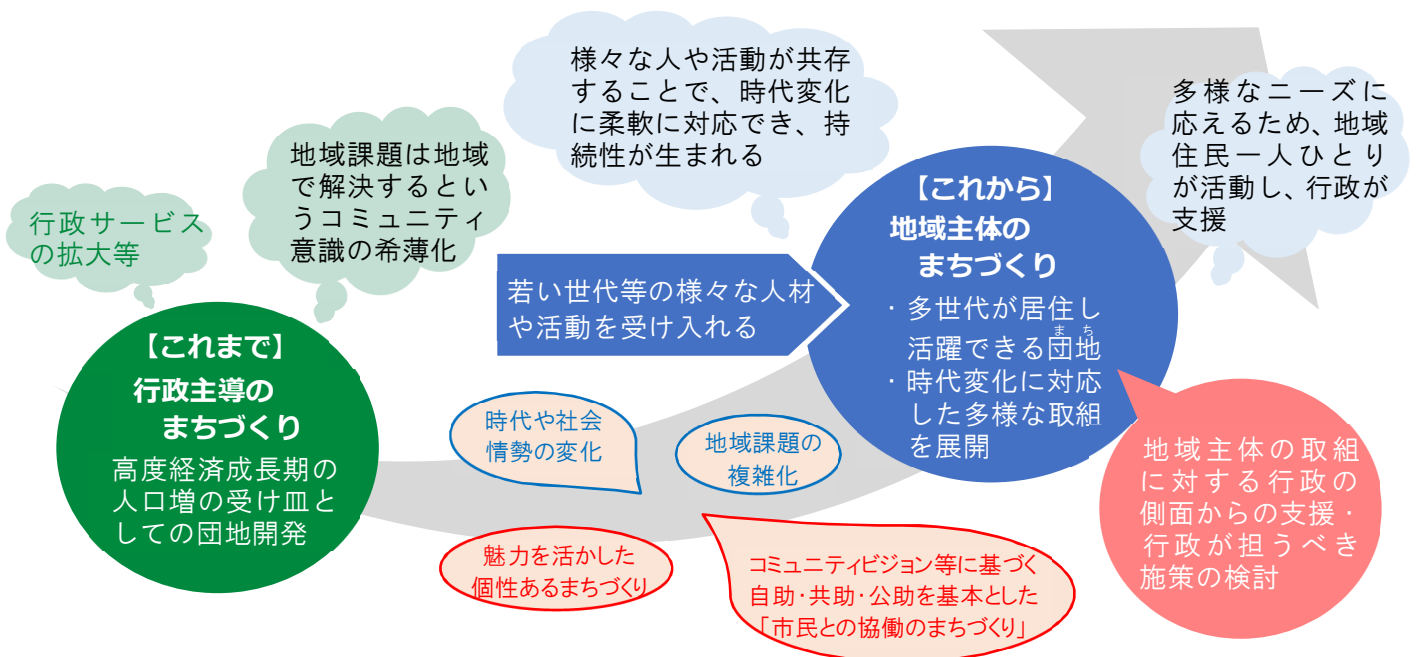 行政サービス
の拡大等
地域課題は地域
で解決するとい
うコミュニティ
意識の希薄化
【これまで】
行政主導の
まちづくり
高度経済成長期の
人口増の受け皿と
しての団地開発
様々な人や活動が共存
することで、時代変化
に柔軟に対応でき、持
続性が生まれる
若い世代等の様々な人材
や活動を受け入れる
時代や社会
情勢の変化
地域課題の
複雑化
魅力を活かした
個性あるまちづくり
コミュニティビジョン等に基づく
自助・共助・公助を基本とした
「市民との協働のまちづくり」
【これから】
地域主体の
まちづくり
・多世代が居住し
まち
活躍できる団地
・時代変化に対応
した多様な取組
を展開
多様なニーズに
応えるため、地域
住民一人ひとり
が活動し、行政が
支援
地域主体の取組
に対する行政の
側面からの支援・
行政が担うべき
施策の検討